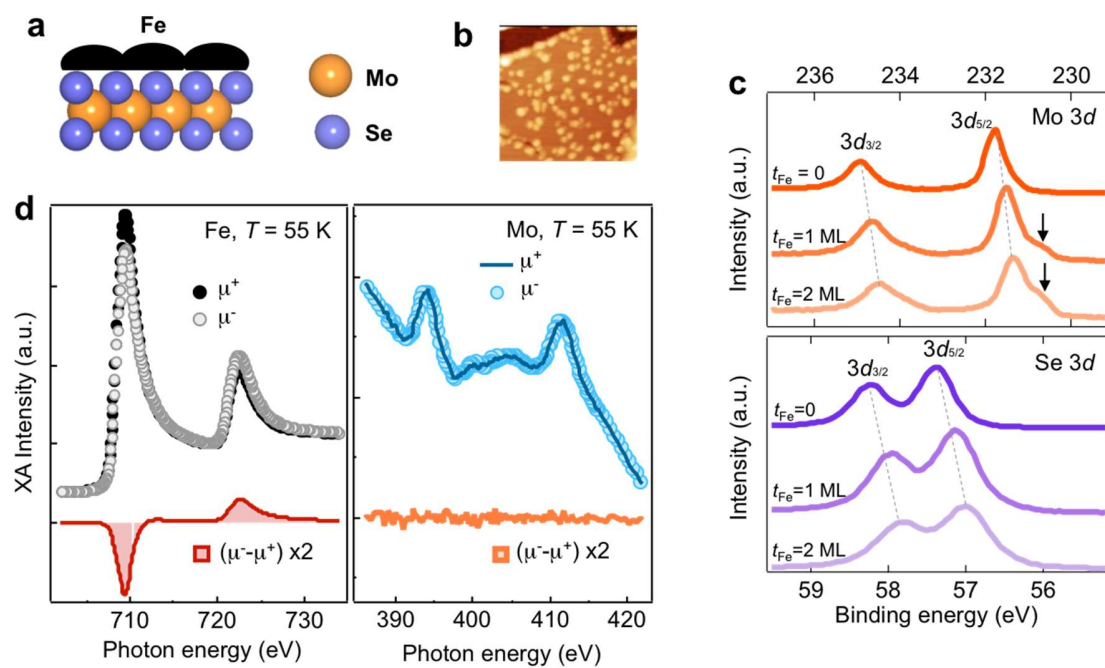 a
Fe
Mo
Se
b
c
236 234 232 230
Mo 3d
3d3/2
3d5/2
tFe = 0
tFe=1 ML
tFe=2 ML
Intensity (a.u.)
Se 3d
3d3/2
3d5/2
tFe=0
tFe=1 ML
tFe=2 ML
Intensity (a.u.)
59 58 57 56
Binding energy (eV)
d
Fe, T = 55 K
μ+
μ-
(μ--μ+) x2
XA Intensity (a.u.)
710 720 730
Photon energy (eV)
Mo, T = 55 K
μ+
μ-
(μ--μ+) x2
390 400 410 420
Photon energy (eV)